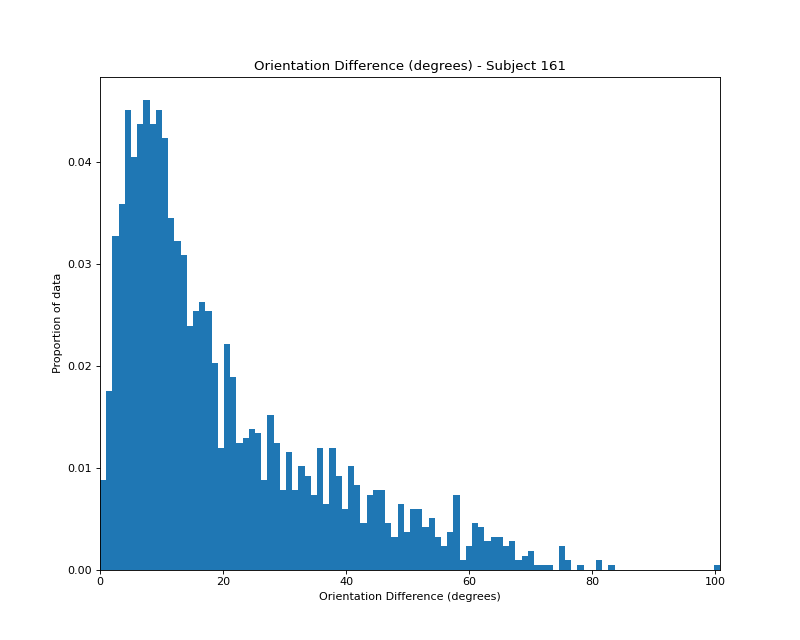 Orientation Difference (degrees) - Subject 161
Proportion of data
0.04
0.03
0.02
0.01
0.00
0 20 40 60 80 100
Orientation Difference (degrees)